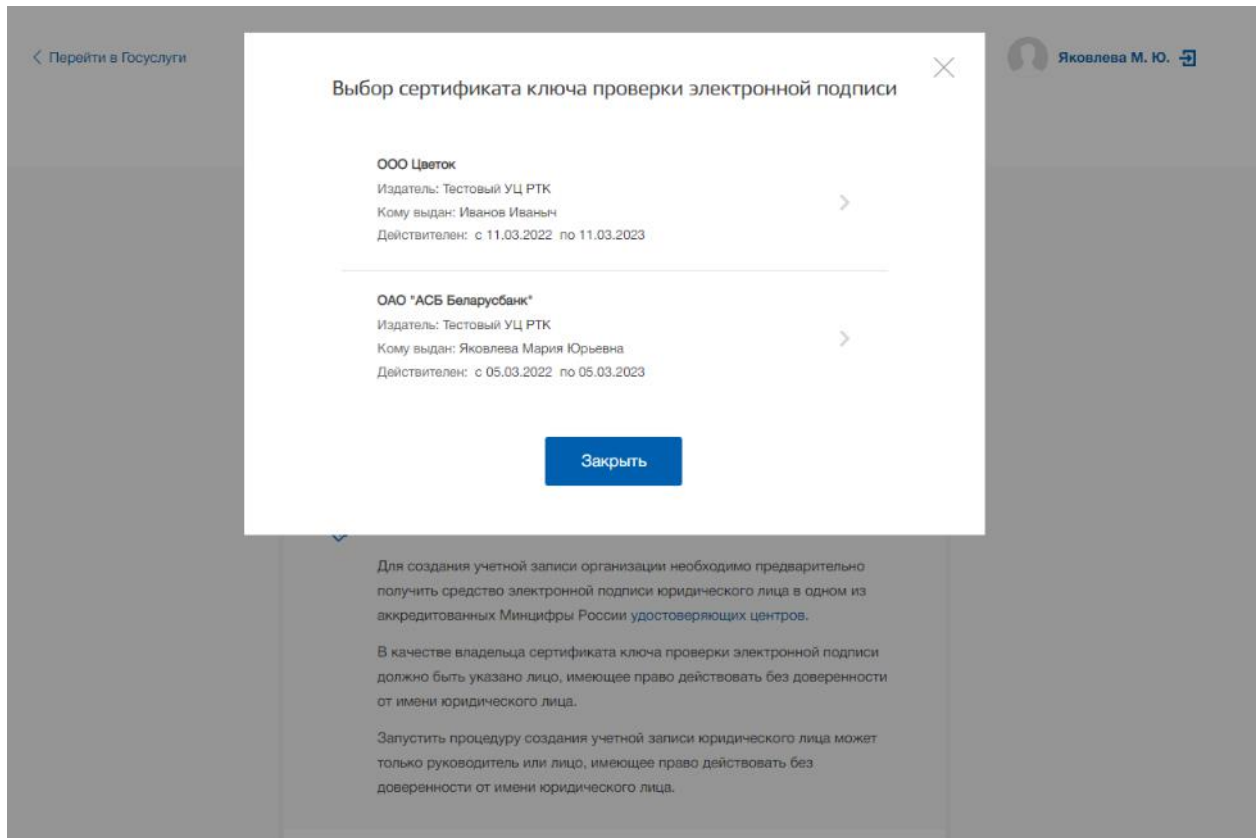 Перейти в Госуслуги
Яковлева М. Ю.
Выбор сертификата ключа проверки электронной подписи
ООО Цветок
Издатель: Тестовый УЦ РТК
Кому выдан: Иванов Иваныч
Действителен: с 11.03.2022 по 11.03.2023
ОАО "АСБ Беларусбанк"
Издатель: Тестовый УЦ РТК
Кому выдан: Яковлева Мария Юрьевна
Действителен: с 05.03.2022 по 05.03.2023
Закрыть
Для создания учетной записи организации необходимо предварительно
получить средство электронной подписи юридического лица в одном из
аккредитованных Минцифры России удостоверяющих центров.
В качестве владельца сертификата ключа проверки электронной подписи
должно быть указано лицо, имеющее право действовать без доверенности
от имени юридического лица.
Запустить процедуру создания учетной записи юридического лица может
только руководитель или лицо, имеющее право действовать без
доверенности от имени юридического лица.